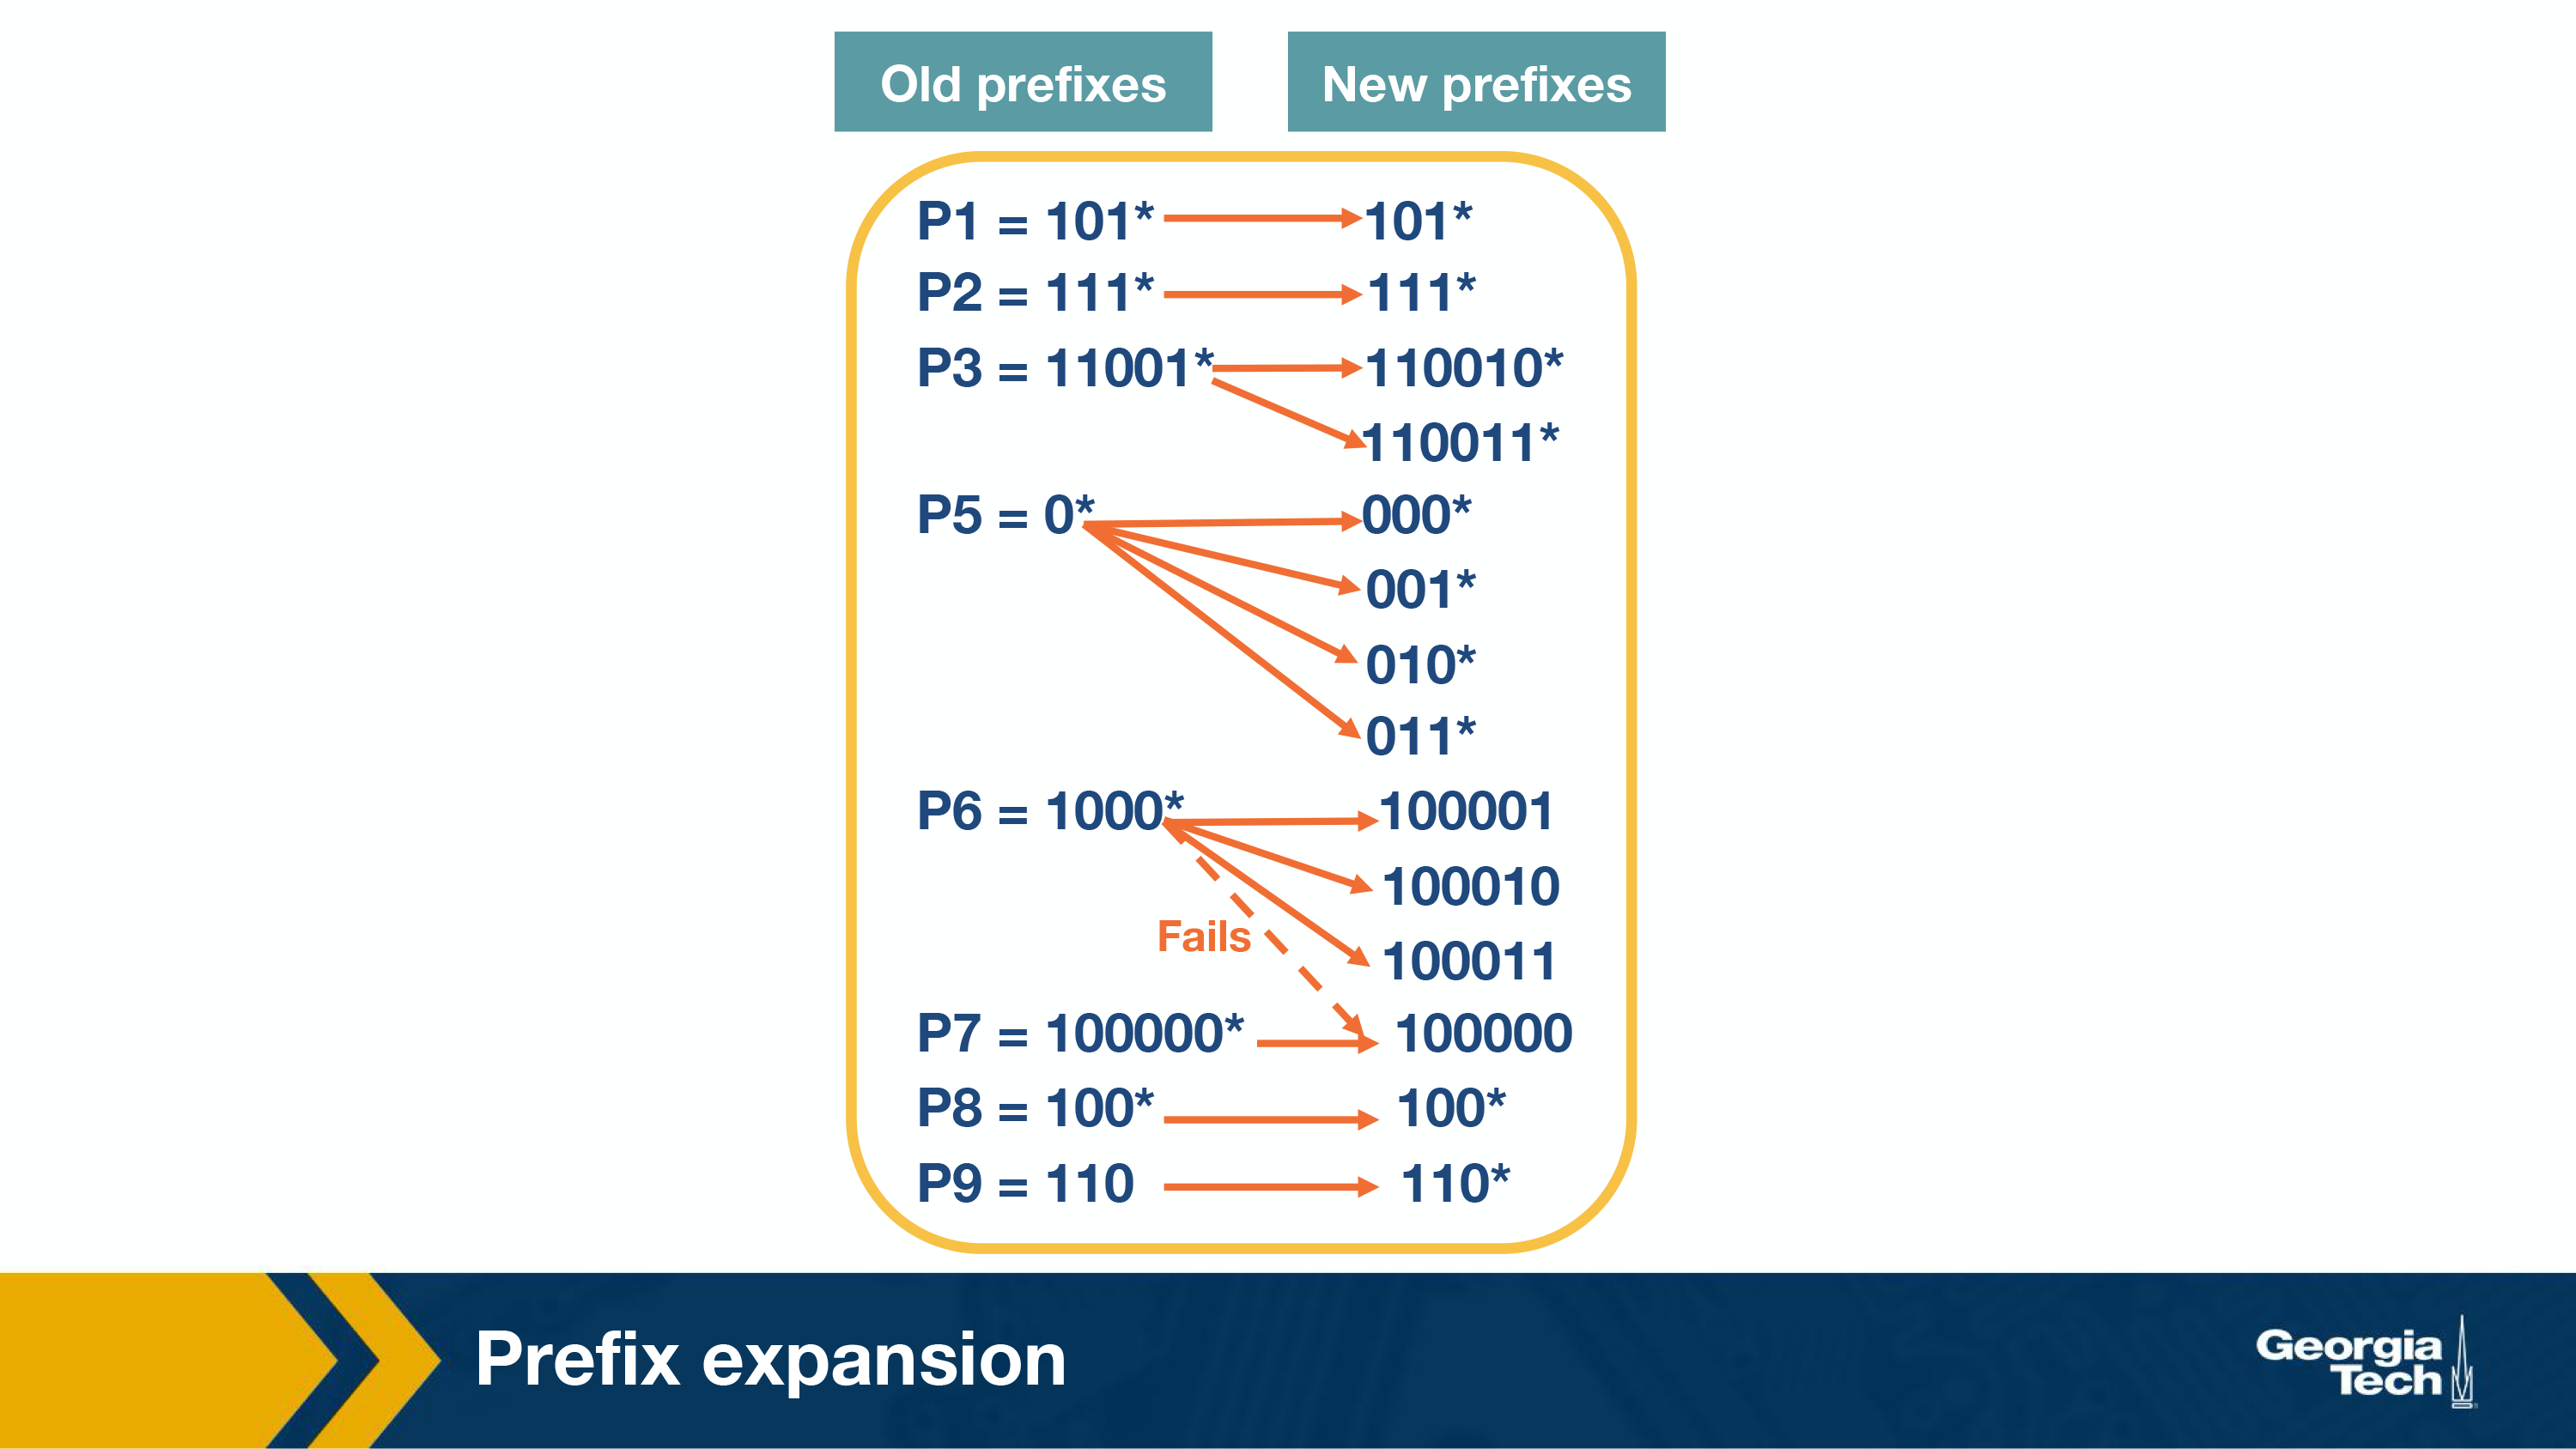 Old prefixes New prefixes
P1 = 101* 101*
P2 = 111* 111*
P3 = 11001* 110010*
110011*
P5 = 0* 000*
001*
010*
011*
P6 = 1000* 100001
100010
Fails
100011
P7 = 100000* 100000
P8 = 100* 100*
P9 = 110 110*
Prefix expansion
Georgia
Tech